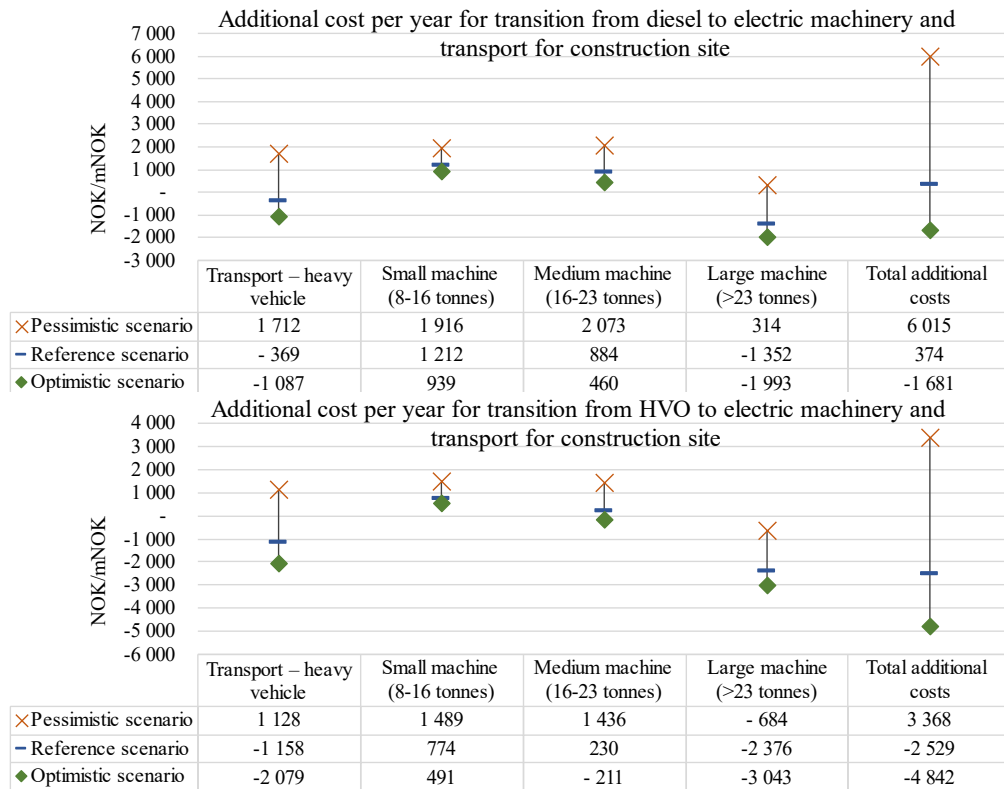 Additional cost per year for transition from diesel to electric machinery and
transport for construction site
NOK/mNOK
7 000
6 000
5 000
4 000
3 000
2 000
1 000
-
-1 000
-2 000
-3 000
Transport – heavy vehicle Small machine (8-16 tonnes) Medium machine (16-23 tonnes) Large machine (>23 tonnes) Total additional costs
Pessimistic scenario 1 712 1 916 2 073 314 6 015
Reference scenario - 369 1 212 884 -1 352 374
Optimistic scenario -1 087 939 460 -1 993 -1 681
Additional cost per year for transition from HVO to electric machinery and
transport for construction site
NOK/mNOK
4 000
3 000
2 000
1 000
-
-1 000
-2 000
-3 000
-4 000
-5 000
-6 000
Transport – heavy vehicle Small machine (8-16 tonnes) Medium machine (16-23 tonnes) Large machine (>23 tonnes) Total additional costs
Pessimistic scenario 1 128 1 489 1 436 - 684 3 368
Reference scenario -1 158 774 230 -2 376 -2 529
Optimistic scenario -2 079 491 - 211 -3 043 -4 842